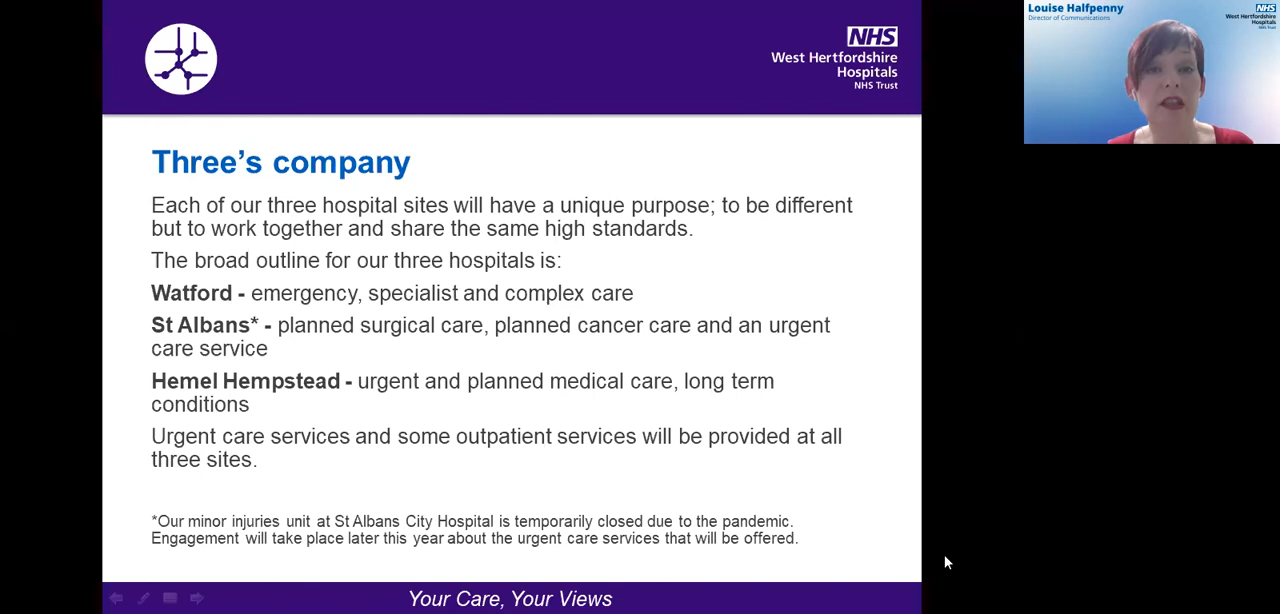 NHS
West Hertfordshire
Hospitals
NHS Trust
Three’s company
Each of our three hospital sites will have a unique purpose; to be different
but to work together and share the same high standards.
The broad outline for our three hospitals is:
Watford - emergency, specialist and complex care
St Albans* - planned surgical care, planned cancer care and an urgent
care service
Hemel Hempstead - urgent and planned medical care, long term
conditions
Urgent care services and some outpatient services will be provided at all
three sites.
*Our minor injuries unit at St Albans City Hospital is temporarily closed due to the pandemic.
Engagement will take place later this year about the urgent care services that will be offered.
Your Care, Your Views
Louise Halfpenny
Director of Communications
NHS
West Hertfordshire
Hospitals
NHS Trust